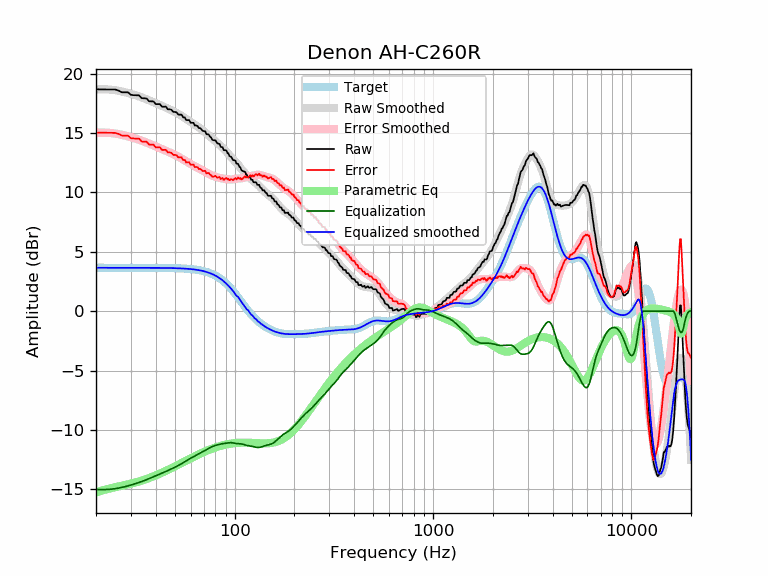 Denon AH-C260R
Target
Raw Smoothed
Error Smoothed
Raw
Error
Parametric Eq
Equalization
Equalized smoothed
Amplitude (dBr)
20
15
10
5
0
−5
−10
−15
100
1000
10000
Frequency (Hz)